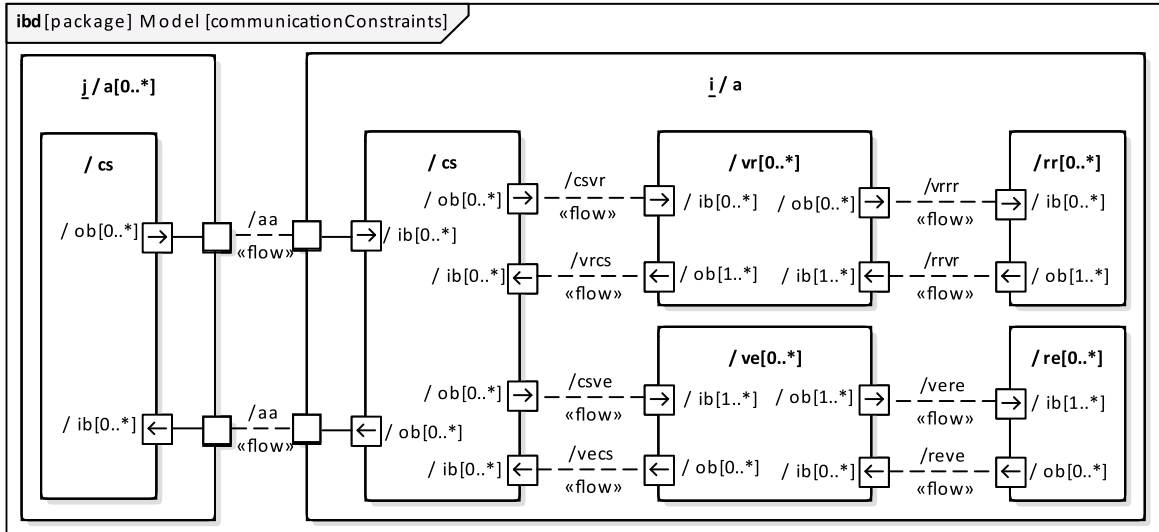 ibd [package] Model [communicationConstraints]
j / a[0..*]
i / a
/ cs
/ cs
/ vr[0..*]
/rr[0..*]
/ ob[0..*]
/csvr
«flow»
/ ib[0..*]
/ ob[0..*]
/vrrr
«flow»
/ ib[0..*]
/ ob[0..*]
/aa
«flow»
/ ib[0..*]
/ ib[0..*]
/vrcs
«flow»
/ ob[1..*]
/ ib[1..*]
/rrvr
«flow»
/ ob[1..*]
/ ve[0..*]
/ re[0..*]
/ ob[0..*]
/csve
«flow»
/ ib[1..*]
/ ob[1..*]
/vere
«flow»
/ ib[1..*]
/ ib[0..*]
/aa
«flow»
/ ob[0..*]
/ ib[0..*]
/vecs
«flow»
/ ob[0..*]
/ ib[0..*]
/reve
«flow»
/ ob[0..*]